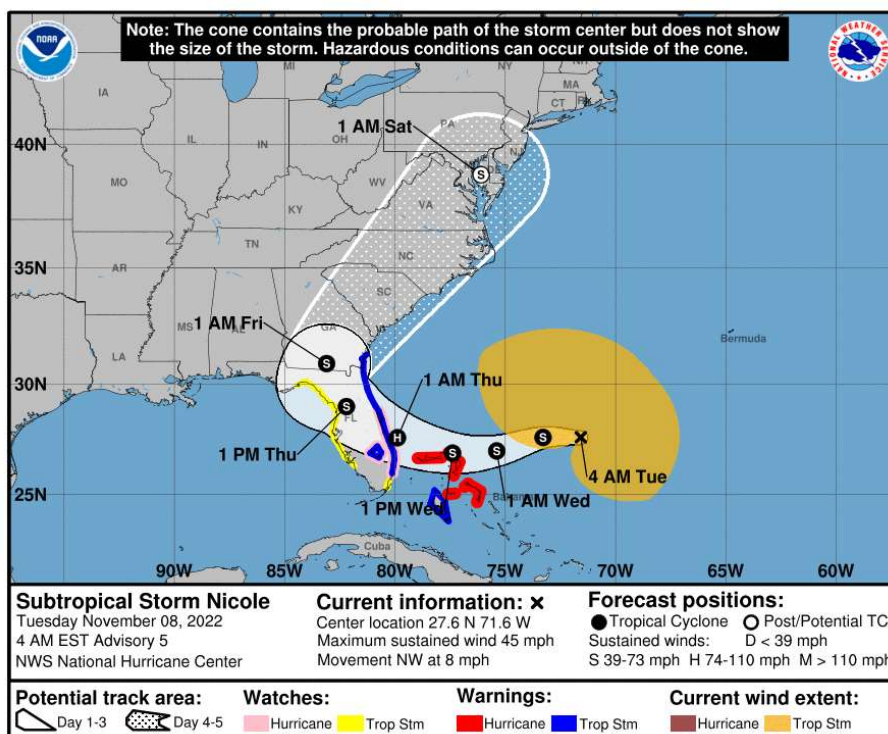 Note: The cone contains the probable path of the storm center but does not show
the size of the storm. Hazardous conditions can occur outside of the cone.
NOAA
NATIONAL WEATHER SERVICE
MI
NY
NH
MA
CT
IA
PA
NJ
40N
IL
IN
OH
1 AM Sat
S
DE
MO
WV
VA
KY
TN
NC
35N
AR
SC
MS
AL
GA
1 AM Fri
LA
S
Bermuda
30N
1 AM Thu
S
FL
H
1 PM Thu
S
S
S
4 AM Tue
25N
1 PM Wed
Bahamas
1 AM Wed
Cuba
90W
85W
80W
75W
70W
65W
60W
Subtropical Storm Nicole
Tuesday November 08, 2022
4 AM EST Advisory 5
NWS National Hurricane Center
Current information: ×
Center location 27.6 N 71.6 W
Maximum sustained wind 45 mph
Movement NW at 8 mph
Forecast positions:
Tropical Cyclone
Post/Potential TC
Sustained winds: D < 39 mph
S 39-73 mph H 74-110 mph M > 110 mph
Potential track area:
Day 1-3
Day 4-5
Watches:
Hurricane
Trop Stm
Warnings:
Hurricane
Trop Stm
Current wind extent:
Hurricane
Trop Stm